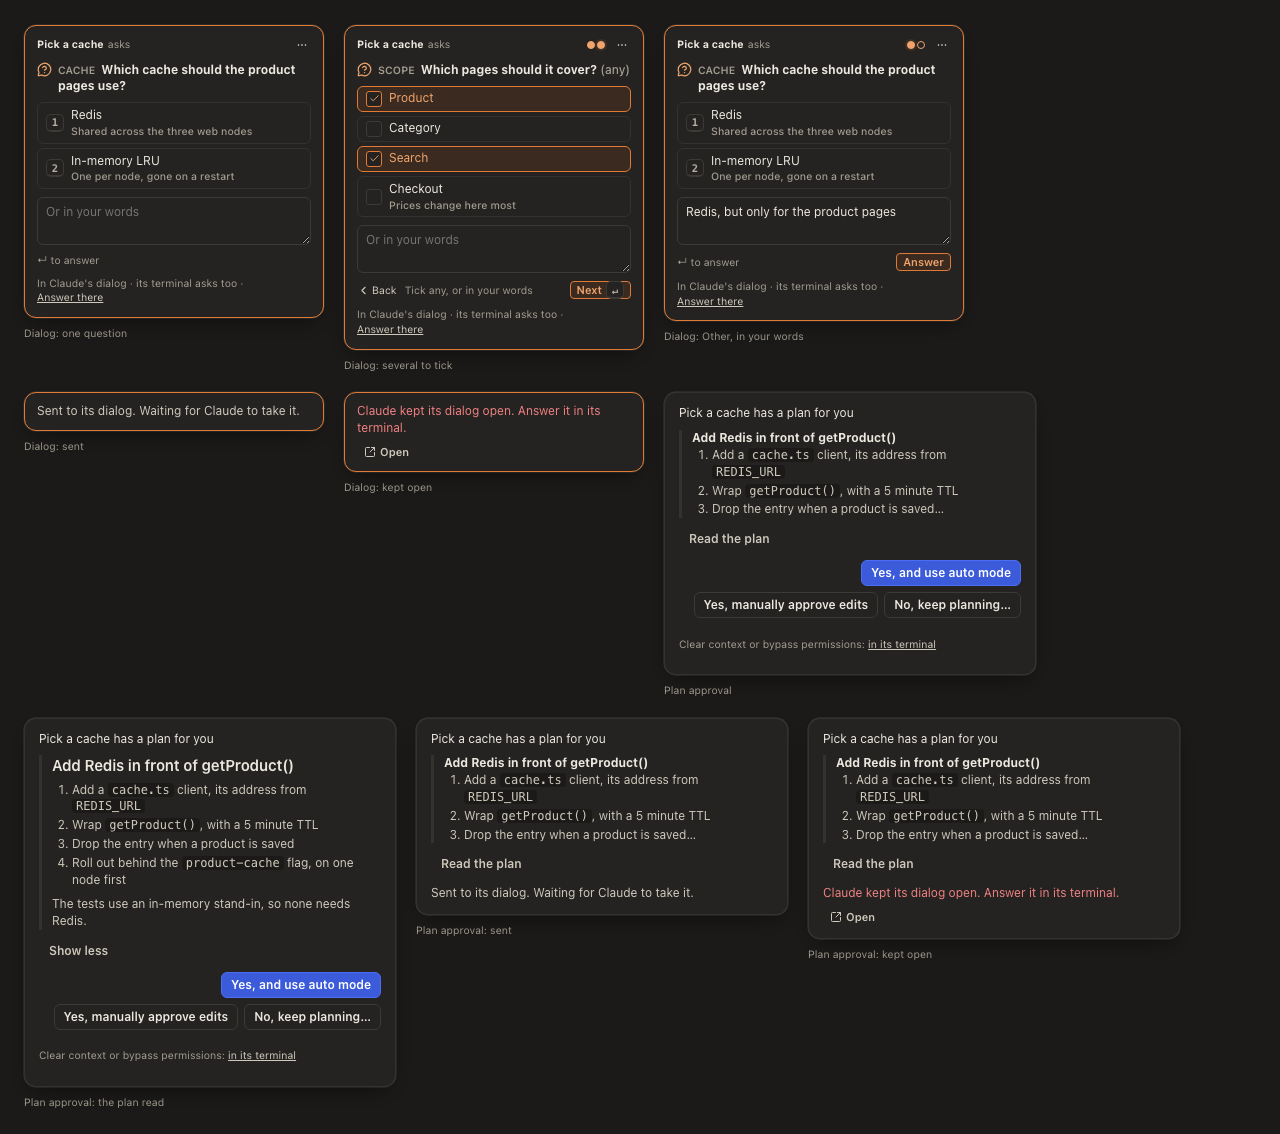 Pick a cache asks
CACHE Which cache should the product
pages use?
1 Redis
Shared across the three web nodes
2 In-memory LRU
One per node, gone on a restart
Or in your words
↵ to answer
In Claude's dialog · its terminal asks too ·
Answer there
Dialog: one question
Pick a cache asks
SCOPE Which pages should it cover? (any)
Product
Category
Search
Checkout
Prices change here most
Or in your words
Back Tick any, or in your words Next ↵
In Claude's dialog · its terminal asks too ·
Answer there
Dialog: several to tick
Pick a cache asks
CACHE Which cache should the product
pages use?
1 Redis
Shared across the three web nodes
2 In-memory LRU
One per node, gone on a restart
Redis, but only for the product pages
↵ to answer Answer
In Claude's dialog · its terminal asks too ·
Answer there
Dialog: Other, in your words
Sent to its dialog. Waiting for Claude to take it.
Dialog: sent
Claude kept its dialog open. Answer it in its
terminal.
Open
Dialog: kept open
Pick a cache has a plan for you
Add Redis in front of getProduct()
1. Add a cache.ts client, its address from
REDIS_URL
2. Wrap getProduct(), with a 5 minute TTL
3. Drop the entry when a product is saved…
Read the plan
Yes, and use auto mode
Yes, manually approve edits No, keep planning…
Clear context or bypass permissions: in its terminal
Plan approval
Pick a cache has a plan for you
Add Redis in front of getProduct()
1. Add a cache.ts client, its address from
REDIS_URL
2. Wrap getProduct(), with a 5 minute TTL
3. Drop the entry when a product is saved
4. Roll out behind the product-cache flag, on one
node first
The tests use an in-memory stand-in, so none needs
Redis.
Show less
Yes, and use auto mode
Yes, manually approve edits No, keep planning…
Clear context or bypass permissions: in its terminal
Plan approval: the plan read
Pick a cache has a plan for you
Add Redis in front of getProduct()
1. Add a cache.ts client, its address from
REDIS_URL
2. Wrap getProduct(), with a 5 minute TTL
3. Drop the entry when a product is saved…
Read the plan
Sent to its dialog. Waiting for Claude to take it.
Plan approval: sent
Pick a cache has a plan for you
Add Redis in front of getProduct()
1. Add a cache.ts client, its address from
REDIS_URL
2. Wrap getProduct(), with a 5 minute TTL
3. Drop the entry when a product is saved…
Read the plan
Claude kept its dialog open. Answer it in its terminal.
Open
Plan approval: kept open